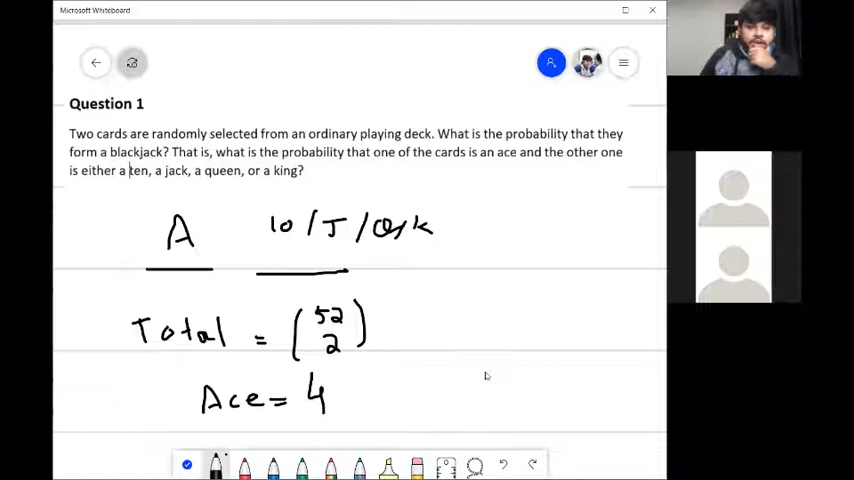 Microsoft Whiteboard
Question 1
Two cards are randomly selected from an ordinary playing deck. What is the probability that they
form a blackjack? That is, what is the probability that one of the cards is an ace and the other one
is either a ten, a jack, a queen, or a king?
A 10/J/Q/K
Total = (52
2)
Ace = 4